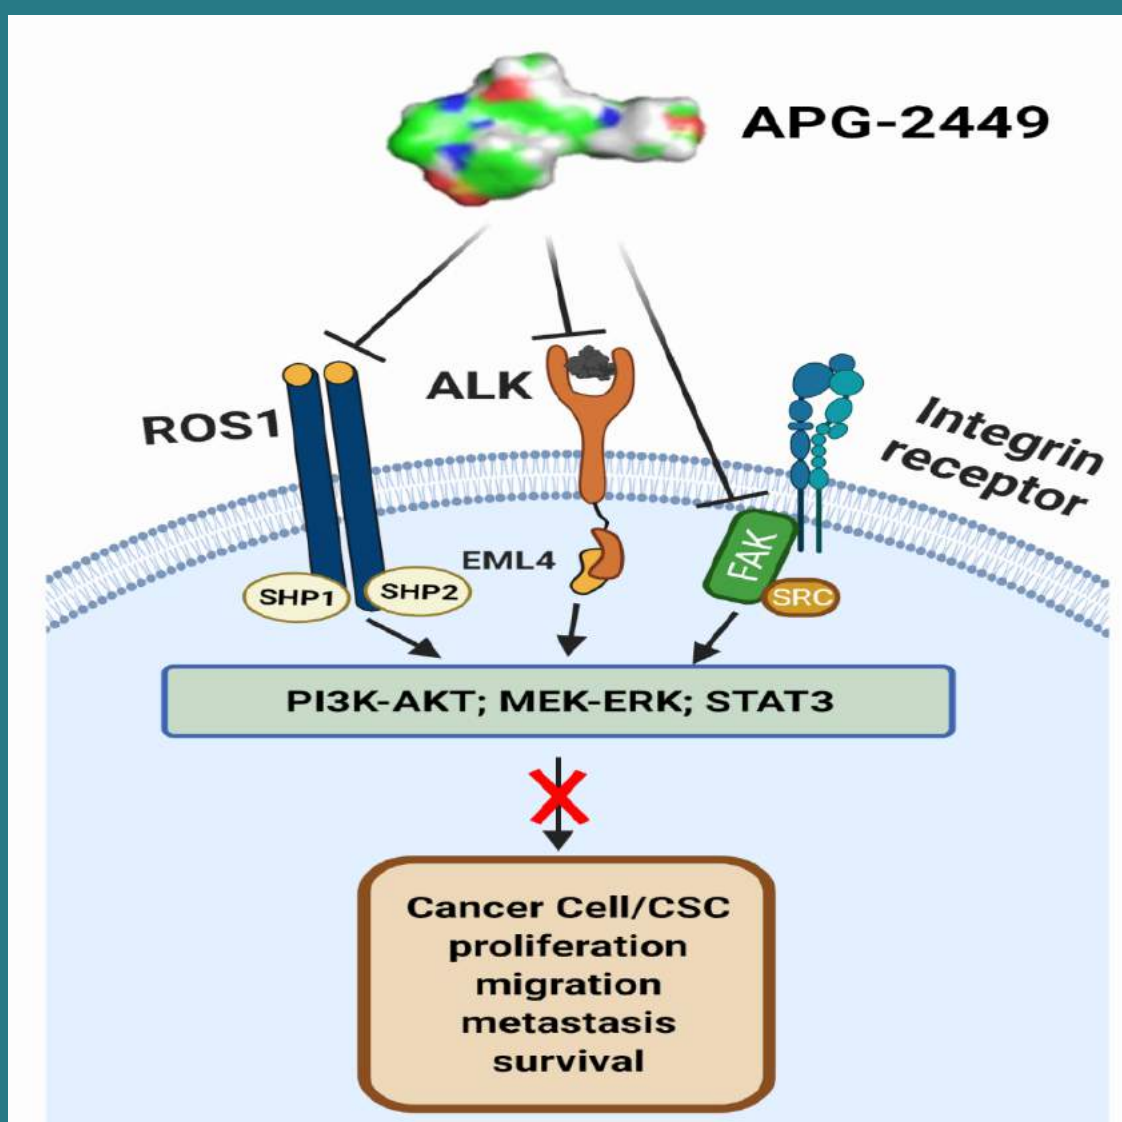 APG-2449
ROS1
ALK
Integrin
receptor
EML4
FAK
SHP1
SHP2
SRC
PI3K-AKT; MEK-ERK; STAT3
Cancer Cell/CSC
proliferation
migration
metastasis
survival